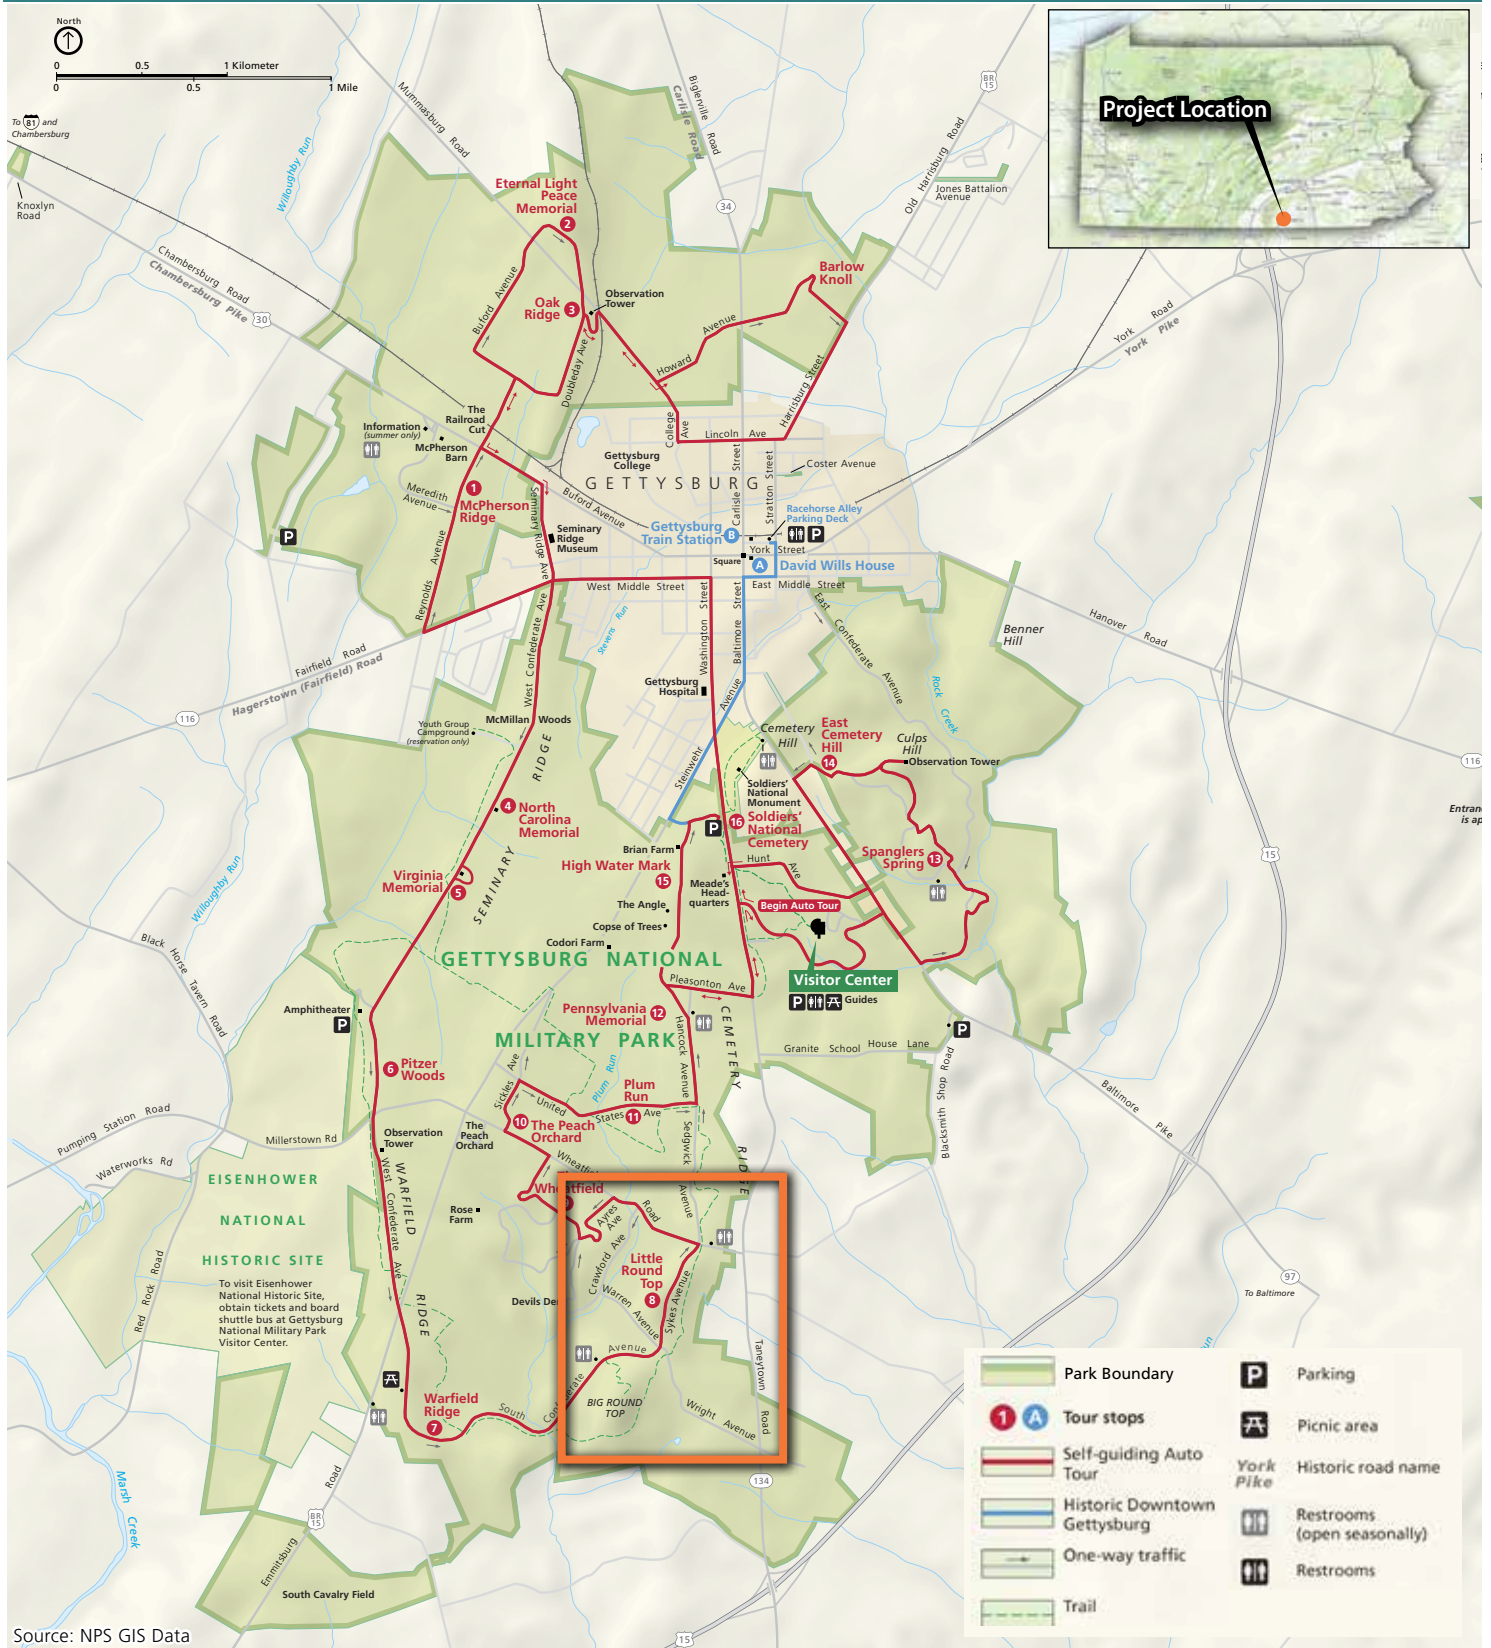 North
0 0.5 1 Kilometer
0 0.5 1 Mile
To 81 and
Chambersburg
Knoxlyn
Road
Willoughby Run
Mummasburg Road
Biglerville Road
Carlisle Road
34
BR
15
Old Harrisburg Road
Jones Battalion
Avenue
Project Location
Chambersburg Road
Chambersburg Pike
30
Eternal Light
Peace
Memorial
2
Buford Avenue
Oak
Ridge
3
Observation
Tower
Doubleday Ave
Howard Avenue
Barlow
Knoll
Harrisburg Street
York Road
York Pike
The
Railroad
Cut
Information
(summer only)
McPherson
Barn
Meredith
Avenue
1
McPherson
Ridge
Reynolds Avenue
Seminary Ridge Ave
Buford Avenue
Seminary
Ridge
Museum
College Ave
Lincoln Ave
Gettysburg
College
GETTYSBURG
Carlisle Street
Stratton Street
Coster Avenue
Racehorse Alley
Parking Deck
Gettysburg
Train Station
B
P
P
York Street
Square
A
David Wills House
West Middle Street
East Middle Street
Stevens Run
Washington Street
Baltimore Street
East Confederate Avenue
Benner
Hill
Hanover Road
Rock Creek
Fairfield Road
Hagerstown (Fairfield) Road
116
West Confederate Ave
Gettysburg
Hospital
Steinwehr Avenue
McMillan Woods
Youth Group
Campground
(reservation only)
Cemetery
Hill
East
Cemetery
Hill
14
Culps
Hill
Observation Tower
116
Entran
is ap
15
Soldiers'
National
Monument
4
North
Carolina
Memorial
16
Soldiers'
National
Cemetery
P
Brian Farm
High Water Mark
15
Hunt Ave
Spanglers
Spring
13
Virginia
Memorial
5
SEMINARY RIDGE
Meade's
Head-
quarters
Begin Auto Tour
The Angle
Copse of Trees
Codori Farm
Willoughby Run
Black Horse Tavern Road
GETTYSBURG NATIONAL
MILITARY PARK
Pleasonton Ave
Visitor Center
P
Guides
Amphitheater
P
Pennsylvania
Memorial
12
Hancock Avenue
CEMETERY RIDGE
Granite School House Lane
P
Blacksmith Shop Road
Baltimore Pike
6
Pitzer
Woods
Sickles Ave
Plum Run
Plum
Run
United States Ave
11
10
The Peach
Orchard
The
Peach
Orchard
Sedgwick Avenue
Pumping Station Road
Millerstown Rd
Waterworks Rd
Observation
Tower
West Confederate Ave
WARFIELD RIDGE
EISENHOWER
NATIONAL
HISTORIC SITE
To visit Eisenhower
National Historic Site,
obtain tickets and board
shuttle bus at Gettysburg
National Military Park
Visitor Center.
Red Rock Road
Rose
Farm
Wheatfield
Road
Ayres
Ave
Crawford Ave
Little
Round
Top
8
Devils De
Warren Avenue
Sykes Avenue
South Confederate Avenue
BIG ROUND
TOP
Wright Avenue
Taneytown Road
134
97
To Baltimore
Warfield
Ridge
7
Marsh Creek
BR
15
Emmitsburg Road
South Cavalry Field
15
Run
Park Boundary
1 A Tour stops
Self-guiding Auto
Tour
Historic Downtown
Gettysburg
One-way traffic
Trail
P Parking
Picnic area
York
Pike
Historic road name
Restrooms
(open seasonally)
Restrooms
Source: NPS GIS Data